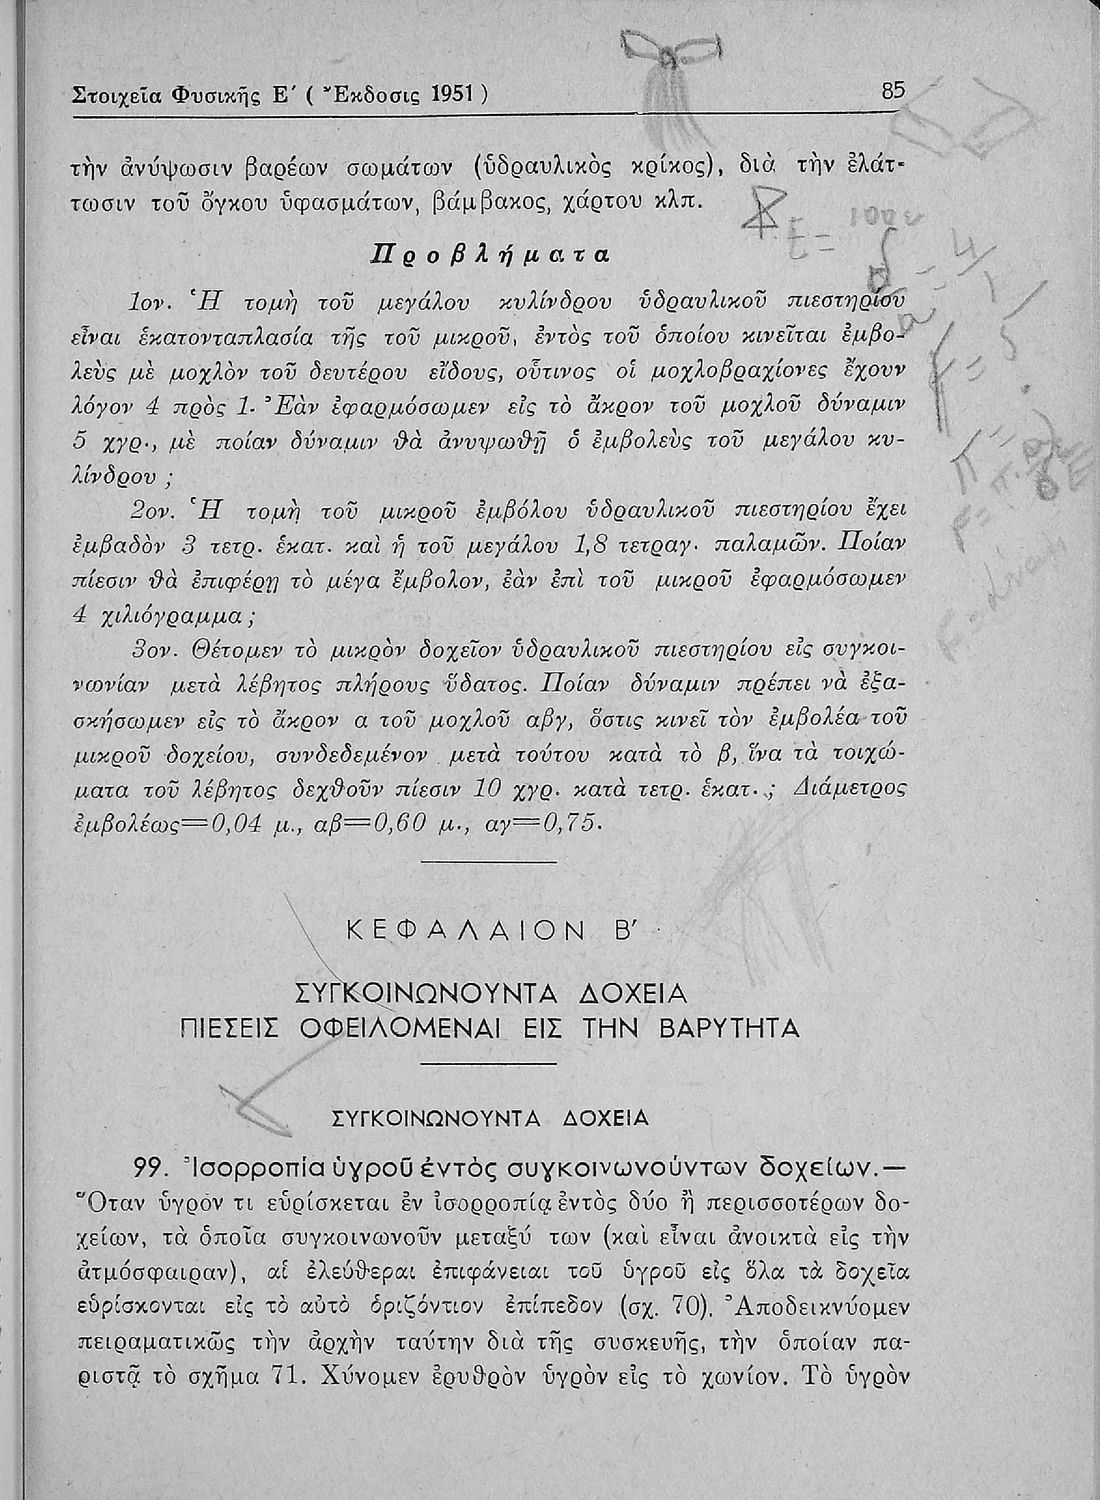 Στοιχεῖα Φυσικῆς Ε΄ ( Ἔκδοσις 1951 )
85
τὴν ἀνύψωσιν βαρέων σωμάτων (ὑδραυλικὸς κρίκος), διὰ τὴν ἐλάτ-
τωσιν τοῦ ὄγκου ὑφασμάτων, βάμβακος, χάρτου κλπ.
Προβλήματα
1ον. Ἡ τομὴ τοῦ μεγάλου κυλίνδρου ὑδραυλικοῦ πιεστηρίου
εἶναι ἑκατονταπλασία τῆς τοῦ μικροῦ, ἐντὸς τοῦ ὁποίου κινεῖται ἐμβο-
λεὺς μὲ μοχλὸν τοῦ δευτέρου εἴδους, οὗτινος οἱ μοχλοβραχίονες ἔχουν
λόγον 4 πρὸς 1. Ἐὰν ἐφαρμόσωμεν εἰς τὸ ἄκρον τοῦ μοχλοῦ δύναμιν
5 χγρ., μὲ ποίαν δύναμιν θὰ ἀνυψωθῇ ὁ ἐμβολεὺς τοῦ μεγάλου κυ-
λίνδρου ;
2ον. Ἡ τομὴ τοῦ μικροῦ ἐμβόλου ὑδραυλικοῦ πιεστηρίου ἔχει
ἐμβαδὸν 3 τετρ. ἑκατ. καὶ ἡ τοῦ μεγάλου 1,8 τετραγ. παλαμῶν. Ποίαν
πίεσιν θὰ ἐπιφέρῃ τὸ μέγα ἔμβολον, ἐὰν ἐπὶ τοῦ μικροῦ ἐφαρμόσωμεν
4 χιλιόγραμμα ;
3ον. Θέτομεν τὸ μικρὸν δοχεῖον ὑδραυλικοῦ πιεστηρίου εἰς συγκοι-
νωνίαν μετὰ λέβητος πλήρους ὕδατος. Ποίαν δύναμιν πρέπει νὰ ἐξα-
σκήσωμεν εἰς τὸ ἄκρον α τοῦ μοχλοῦ αβγ, ὅστις κινεῖ τὸν ἐμβολέα τοῦ
μικροῦ δοχείου, συνδεδεμένον μετὰ τούτου κατὰ τὸ β, ἵνα τὰ τοιχώ-
ματα τοῦ λέβητος δεχθοῦν πίεσιν 10 χγρ. κατὰ τετρ. ἑκατ. ; Διάμετρος
ἐμβολέως=0,04 μ., αβ=0,60 μ., αγ=0,75.
ΚΕΦΑΛΑΙΟΝ Β΄
ΣΥΓΚΟΙΝΩΝΟΥΝΤΑ ΔΟΧΕΙΑ
ΠΙΕΣΕΙΣ ΟΦΕΙΛΟΜΕΝΑΙ ΕΙΣ ΤΗΝ ΒΑΡΥΤΗΤΑ
ΣΥΓΚΟΙΝΩΝΟΥΝΤΑ ΔΟΧΕΙΑ
99. Ἰσορροπία ὑγροῦ ἐντὸς συγκοινωνούντων δοχείων.—
Ὅταν ὑγρόν τι εὑρίσκεται ἐν ἰσορροπίᾳ ἐντὸς δύο ἢ περισσοτέρων δο-
χείων, τὰ ὁποῖα συγκοινωνοῦν μεταξύ των (καὶ εἶναι ἀνοικτὰ εἰς τὴν
ἀτμόσφαιραν), αἱ ἐλεύθεραι ἐπιφάνειαι τοῦ ὑγροῦ εἰς ὅλα τὰ δοχεῖα
εὑρίσκονται εἰς τὸ αὐτὸ ὁριζόντιον ἐπίπεδον (σχ. 70). Ἀποδεικνύομεν
πειραματικῶς τὴν ἀρχὴν ταύτην διὰ τῆς συσκευῆς, τὴν ὁποίαν πα-
ριστᾷ τὸ σχῆμα 71. Χύνομεν ἐρυθρὸν ὑγρὸν εἰς τὸ χωνίον. Τὸ ὑγρὸν